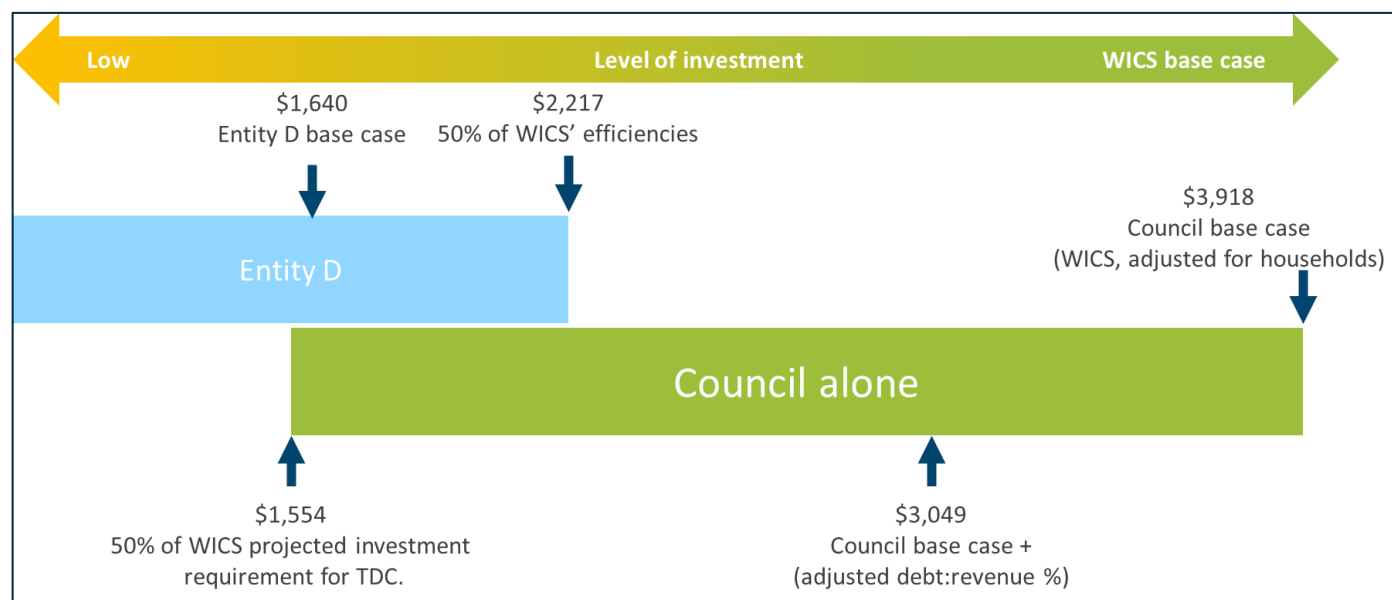 Low
Level of investment
WICS base case
$1,640
Entity D base case
$2,217
50% of WICS’ efficiencies
$3,918
Council base case
(WICS, adjusted for households)
Entity D
Council alone
$1,554
50% of WICS projected investment
requirement for TDC.
$3,049
Council base case +
(adjusted debt:revenue %)